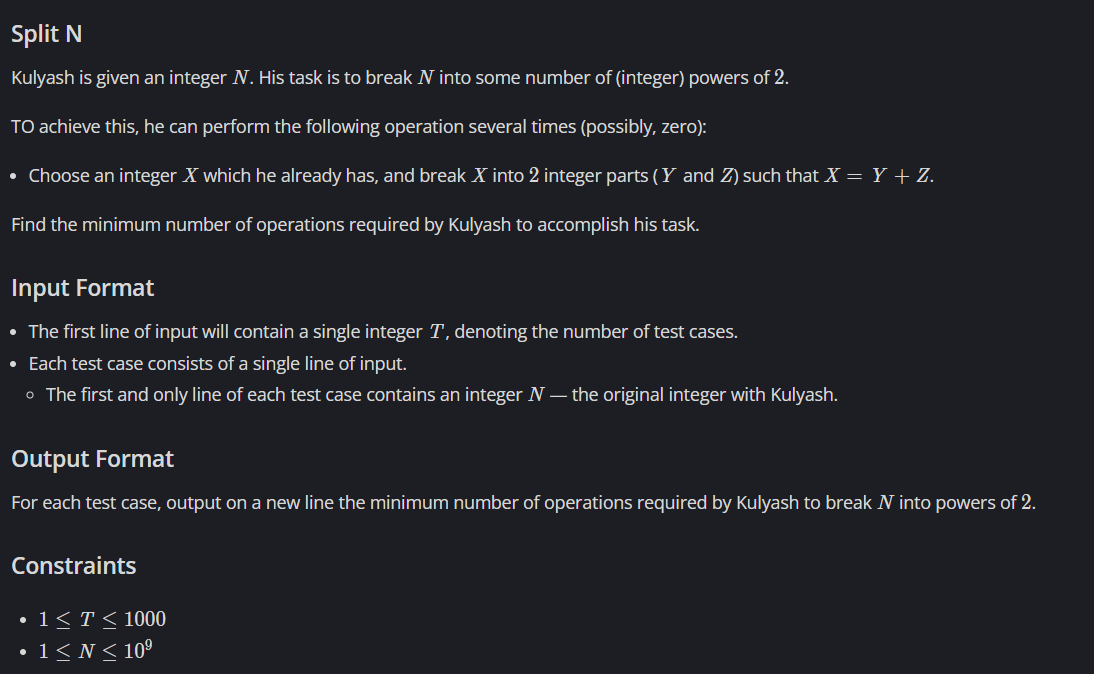 Split N
Kulyash is given an integer N. His task is to break N into some number of (integer) powers of 2.
TO achieve this, he can perform the following operation several times (possibly, zero):
• Choose an integer X which he already has, and break X into 2 integer parts (Y and Z) such that X = Y + Z.
Find the minimum number of operations required by Kulyash to accomplish his task.
Input Format
• The first line of input will contain a single integer T, denoting the number of test cases.
• Each test case consists of a single line of input.
◦ The first and only line of each test case contains an integer N — the original integer with Kulyash.
Output Format
For each test case, output on a new line the minimum number of operations required by Kulyash to break N into powers of 2.
Constraints
• 1 ≤ T ≤ 1000
• 1 ≤ N ≤ 10⁹